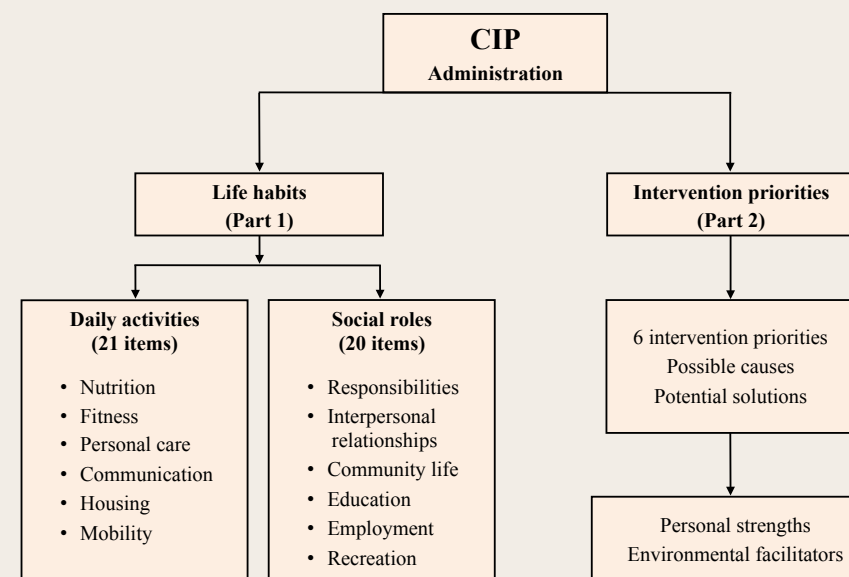 CIP
Administration
Life habits
(Part 1)
Intervention priorities
(Part 2)
Daily activities
(21 items)
• Nutrition
• Fitness
• Personal care
• Communication
• Housing
• Mobility
Social roles
(20 items)
• Responsibilities
• Interpersonal
relationships
• Community life
• Education
• Employment
• Recreation
6 intervention priorities
Possible causes
Potential solutions
Personal strengths
Environmental facilitators